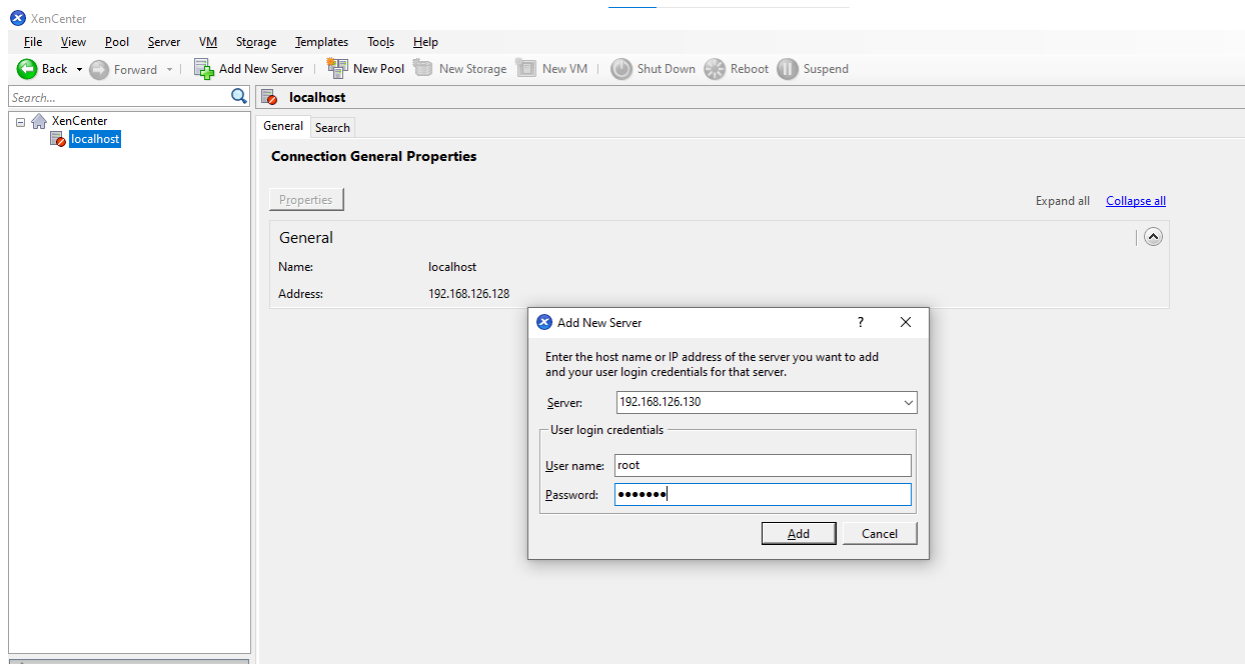 XenCenter
File View Pool Server VM Storage Templates Tools Help
Back Forward Add New Server New Pool New Storage New VM Shut Down Reboot Suspend
Search...
localhost
XenCenter
localhost
General Search
Connection General Properties
Properties
Expand all Collapse all
General
Name: localhost
Address: 192.168.126.128
Add New Server ?
Enter the host name or IP address of the server you want to add
and your user login credentials for that server.
Server: 192.168.126.130
User login credentials
User name: root
Password: •••••••
Add Cancel